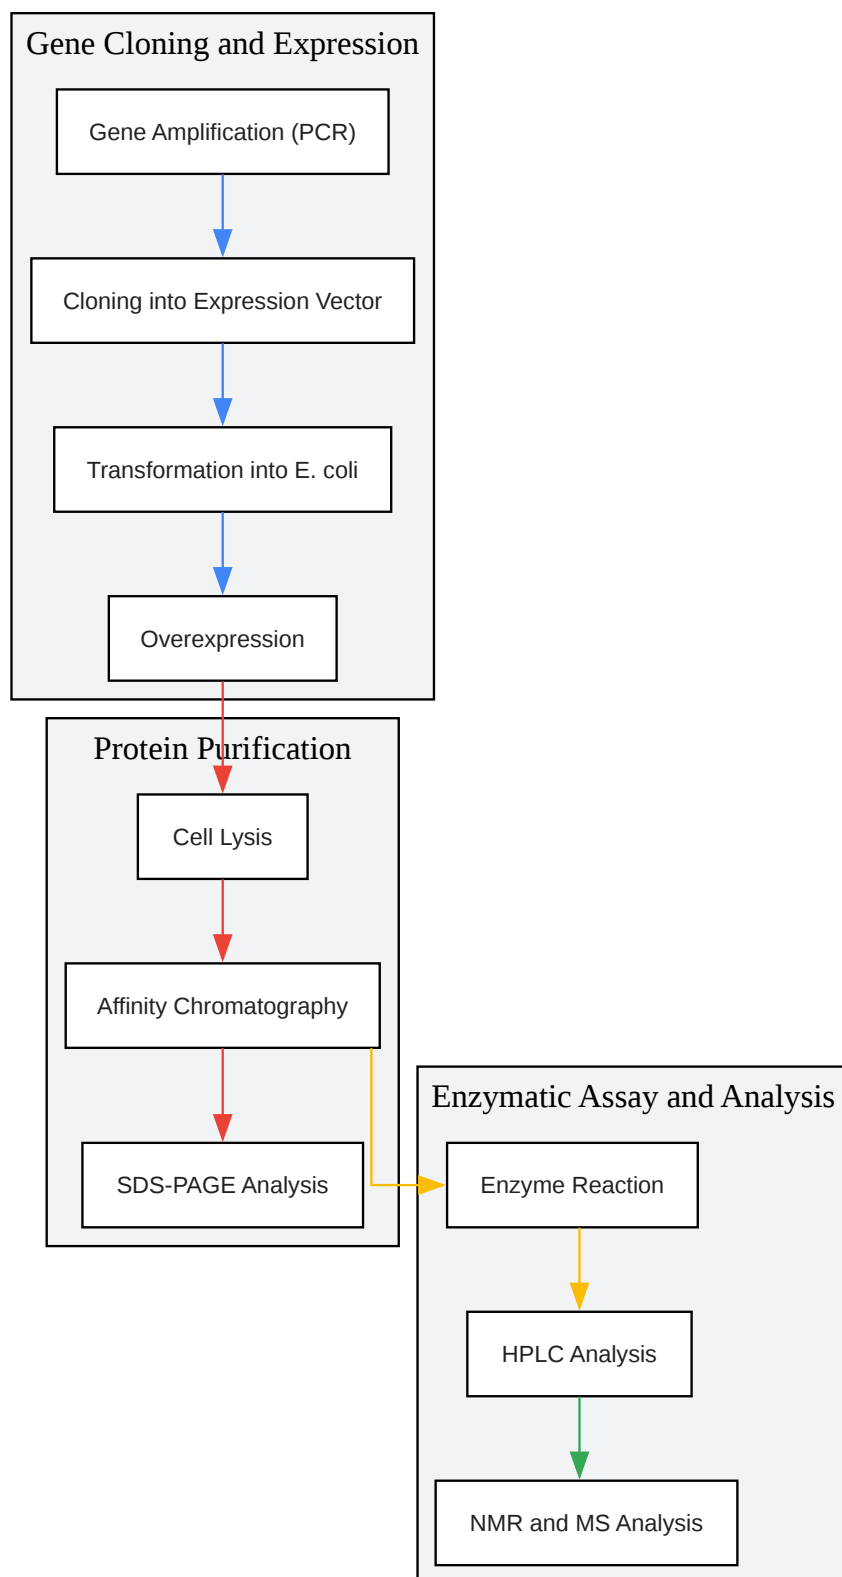 Gene Cloning and Expression
Gene Amplification (PCR)
Cloning into Expression Vector
Transformation into E. coli
Overexpression
Protein Purification
Cell Lysis
Affinity Chromatography
SDS-PAGE Analysis
Enzymatic Assay and Analysis
Enzyme Reaction
HPLC Analysis
NMR and MS Analysis